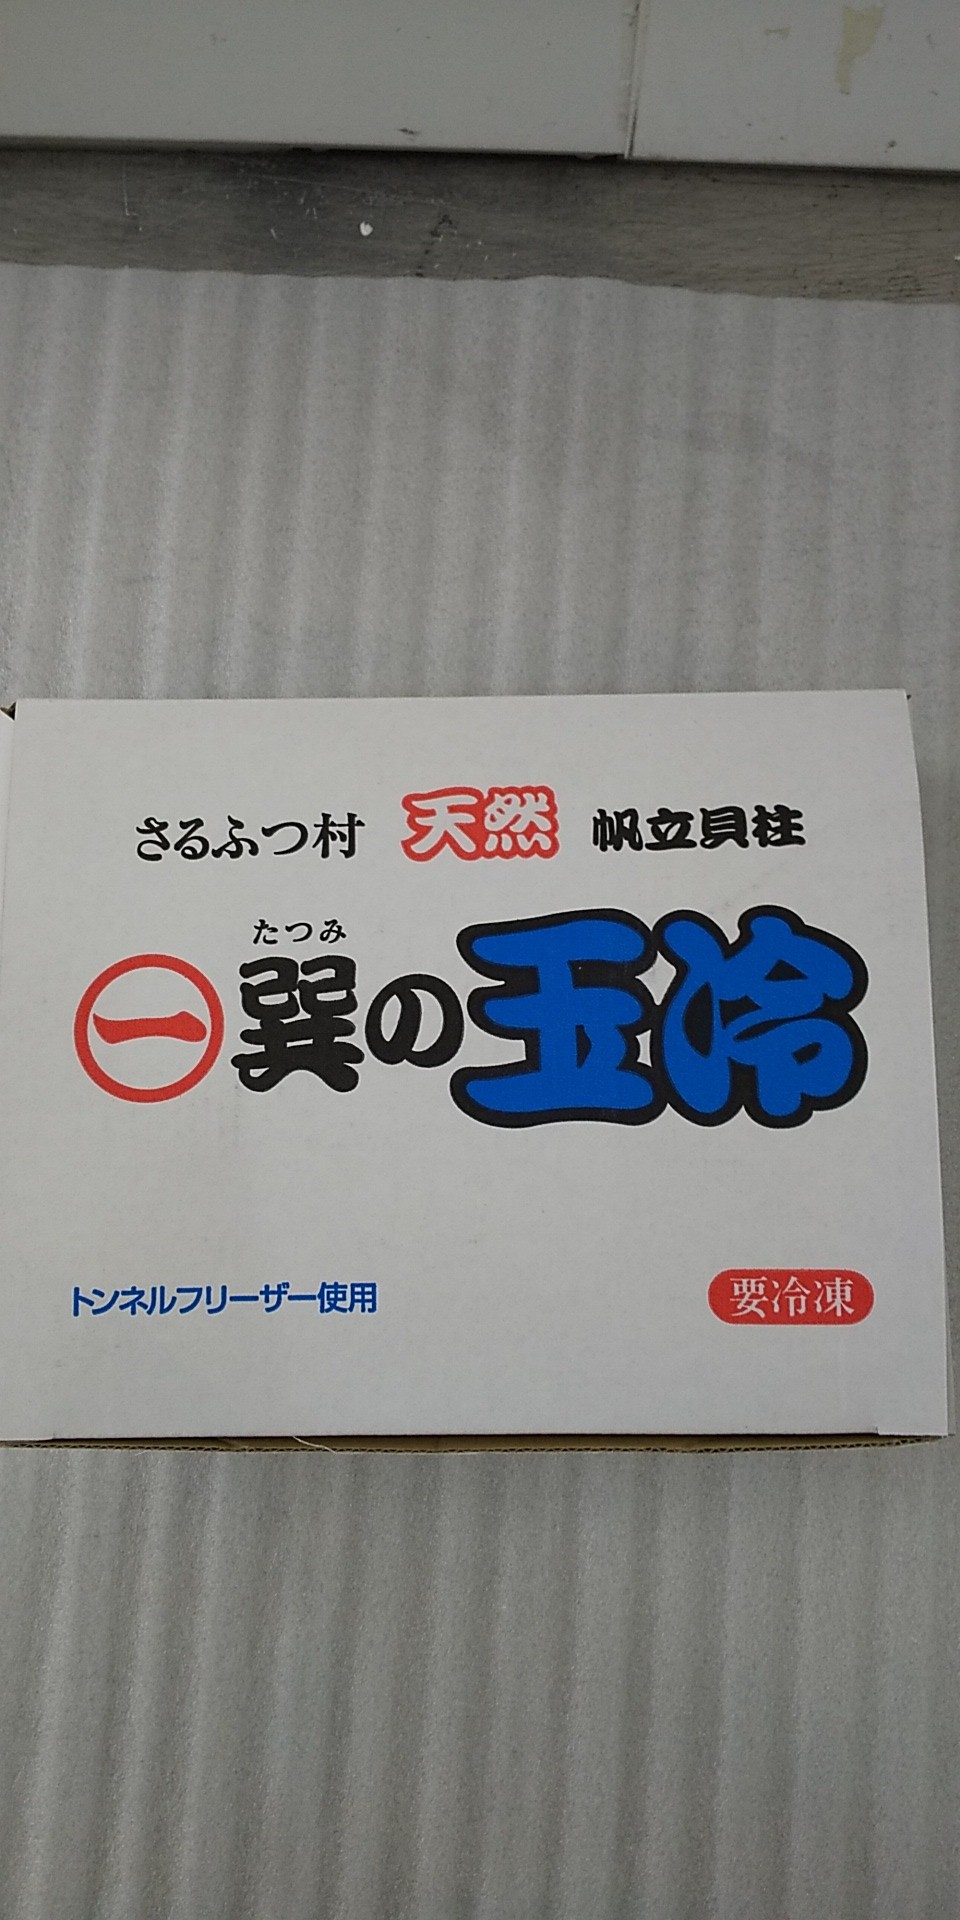 さるふつ村 天然 帆立貝柱
たつみ
一 巽の玉冷
トンネルフリーザー使用 要冷凍